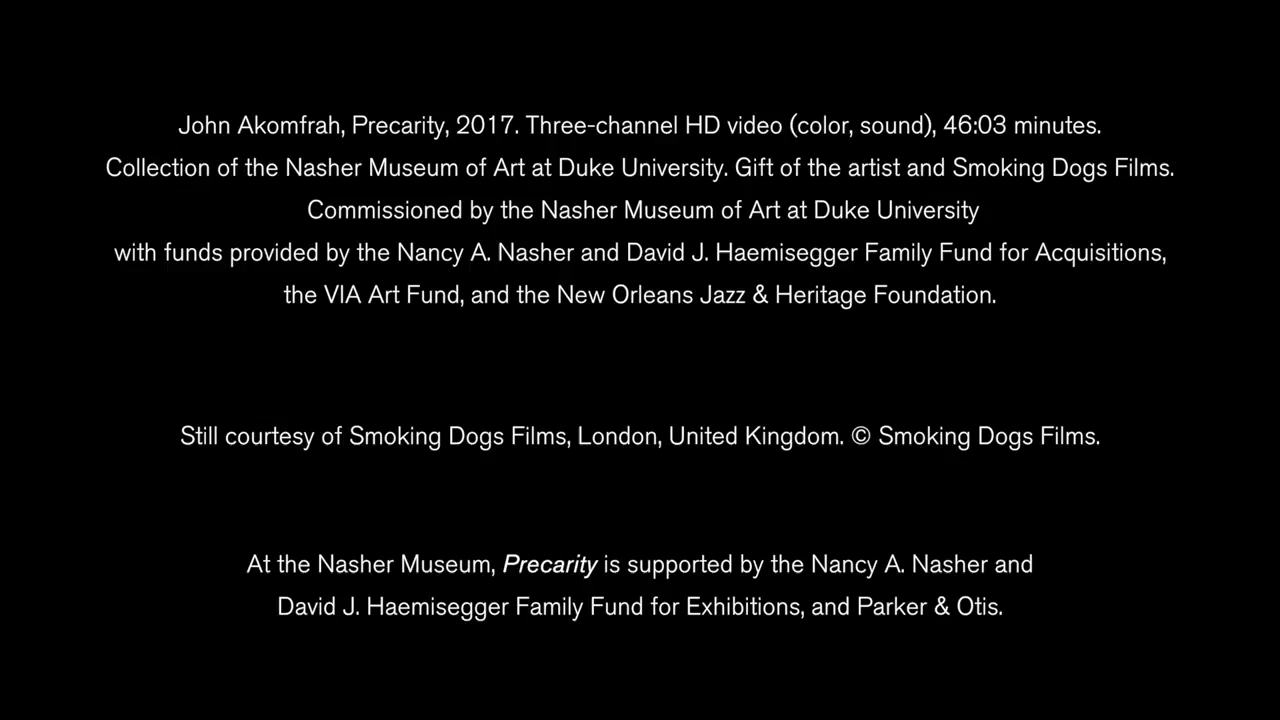 John Akomfrah, Precarity, 2017. Three-channel HD video (color, sound), 46:03 minutes.
Collection of the Nasher Museum of Art at Duke University. Gift of the artist and Smoking Dogs Films.
Commissioned by the Nasher Museum of Art at Duke University
with funds provided by the Nancy A. Nasher and David J. Haemisegger Family Fund for Acquisitions,
the VIA Art Fund, and the New Orleans Jazz & Heritage Foundation.
Still courtesy of Smoking Dogs Films, London, United Kingdom. © Smoking Dogs Films.
At the Nasher Museum, Precarity is supported by the Nancy A. Nasher and
David J. Haemisegger Family Fund for Exhibitions, and Parker & Otis.